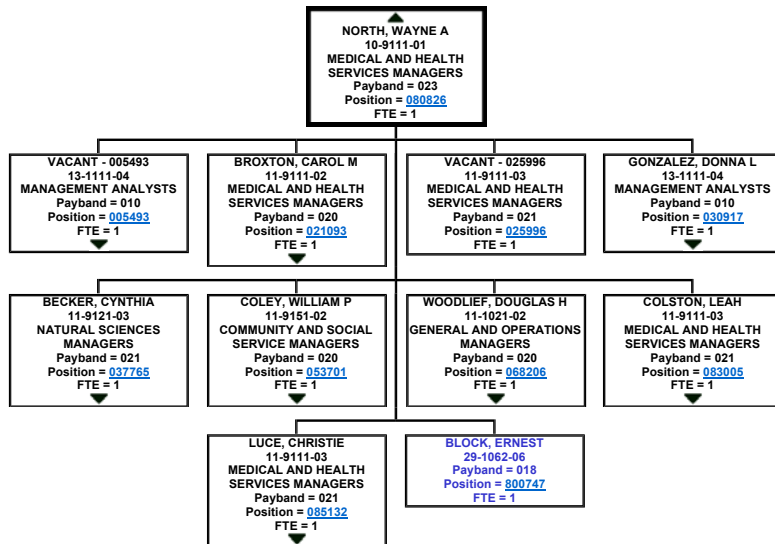 NORTH, WAYNE A
10-9111-01
MEDICAL AND HEALTH
SERVICES MANAGERS
Payband = 023
Position = 080826
FTE = 1
VACANT - 005493
13-1111-04
MANAGEMENT ANALYSTS
Payband = 010
Position = 005493
FTE = 1
BROXTON, CAROL M
11-9111-02
MEDICAL AND HEALTH
SERVICES MANAGERS
Payband = 020
Position = 021093
FTE = 1
VACANT - 025996
11-9111-03
MEDICAL AND HEALTH
SERVICES MANAGERS
Payband = 021
Position = 025996
FTE = 1
GONZALEZ, DONNA L
13-1111-04
MANAGEMENT ANALYSTS
Payband = 010
Position = 030917
FTE = 1
BECKER, CYNTHIA
11-9121-03
NATURAL SCIENCES
MANAGERS
Payband = 021
Position = 037765
FTE = 1
COLEY, WILLIAM P
11-9151-02
COMMUNITY AND SOCIAL
SERVICE MANAGERS
Payband = 020
Position = 053701
FTE = 1
WOODLIEF, DOUGLAS H
11-1021-02
GENERAL AND OPERATIONS
MANAGERS
Payband = 020
Position = 068206
FTE = 1
COLSTON, LEAH
11-9111-03
MEDICAL AND HEALTH
SERVICES MANAGERS
Payband = 021
Position = 083005
FTE = 1
LUCE, CHRISTIE
11-9111-03
MEDICAL AND HEALTH
SERVICES MANAGERS
Payband = 021
Position = 085132
FTE = 1
BLOCK, ERNEST
29-1062-06
Payband = 018
Position = 800747
FTE = 1